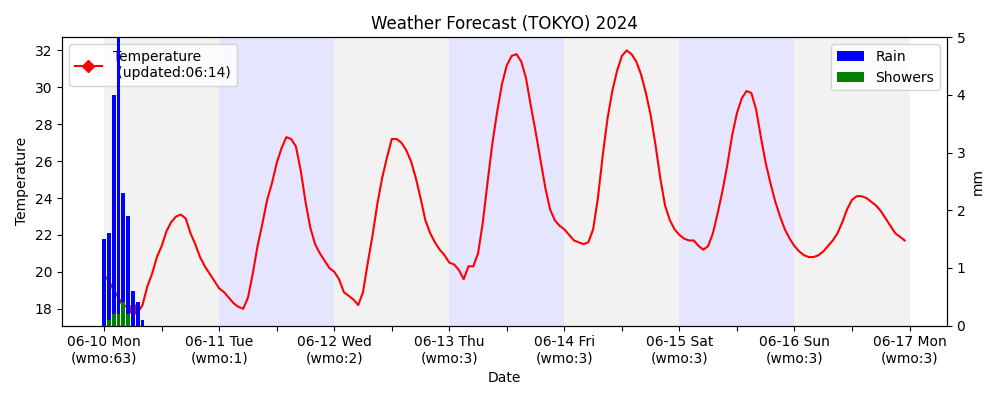 Weather Forecast (TOKYO) 2024
Temperature
(updated:06:14)
Rain
Showers
32
30
28
26
24
22
20
18
Temperature
5
4
3
2
1
0
mm
06-10 Mon 06-11 Tue 06-12 Wed 06-13 Thu 06-14 Fri 06-15 Sat 06-16 Sun 06-17 Mon
(wmo:63) (wmo:1) (wmo:2) (wmo:3) (wmo:3) (wmo:3) (wmo:3) (wmo:3)
Date